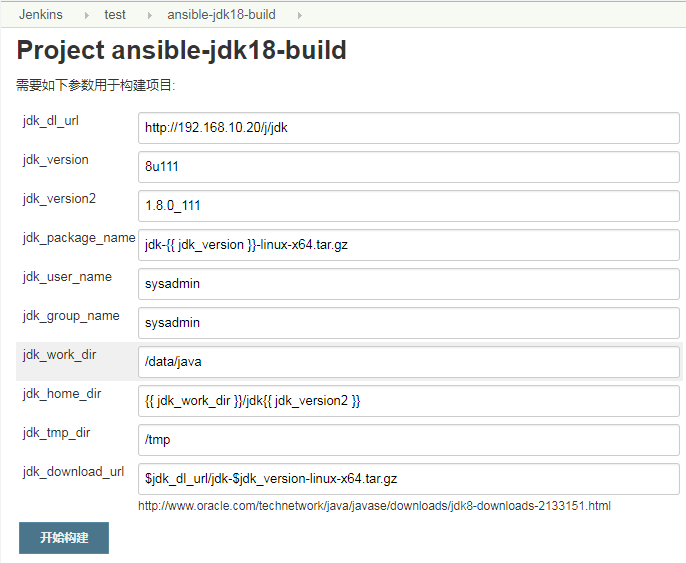 Jenkins test ansible-jdk18-build
Project ansible-jdk18-build
需要如下参数用于构建项目:
jdk_dl_url http://192.168.10.20/j/jdk
jdk_version 8u111
jdk_version2 1.8.0_111
jdk_package_name jdk-{{ jdk_version }}-linux-x64.tar.gz
jdk_user_name sysadmin
jdk_group_name sysadmin
jdk_work_dir /data/java
jdk_home_dir {{ jdk_work_dir }}/jdk{{ jdk_version2 }}
jdk_tmp_dir /tmp
jdk_download_url $jdk_dl_url/jdk-$jdk_version-linux-x64.tar.gz
http://www.oracle.com/technetwork/java/javase/downloads/jdk8-downloads-2133151.html
开始构建